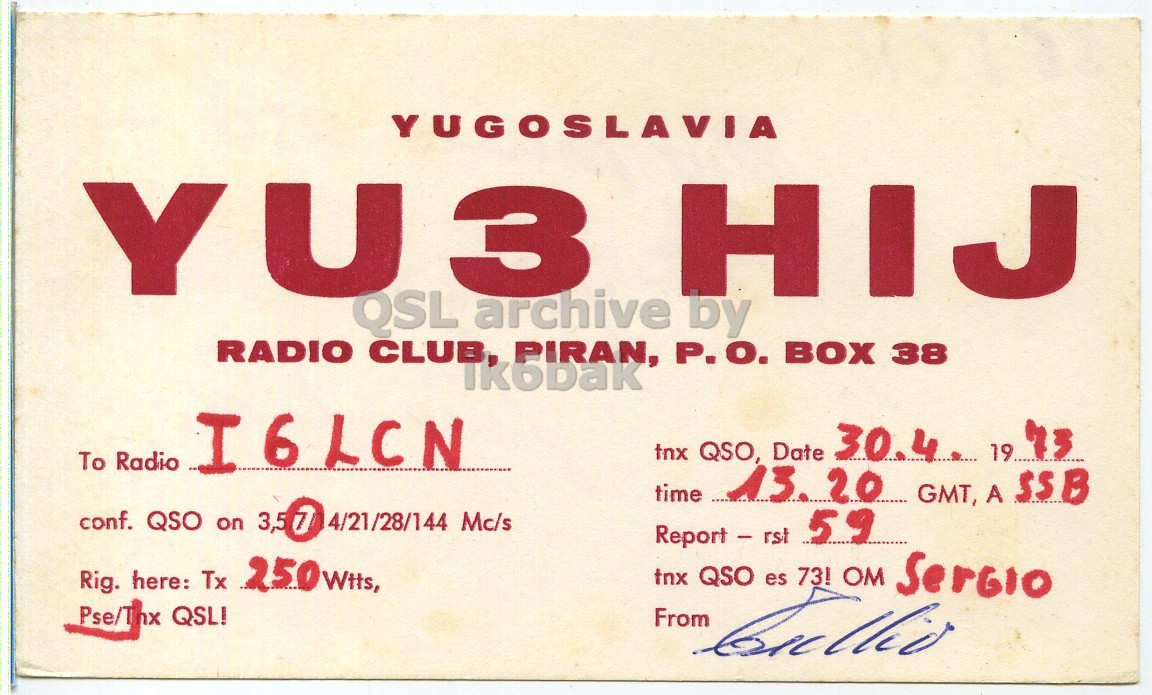 YUGOSLAVIA
YU3HIJ
QSL archive by
RADIO CLUB, PIRAN, P. O. BOX 38
ik6bak
To Radio I6LCN
conf. QSO on 3,5/7/14/21/28/144 Mc/s
Rig. here: Tx 250 Wtts,
Pse/Tnx QSL!
tnx QSO, Date 30.4. 1973
time 13.20 GMT, A SSB
Report – rst 59
tnx QSO es 73! OM SERGIO
From